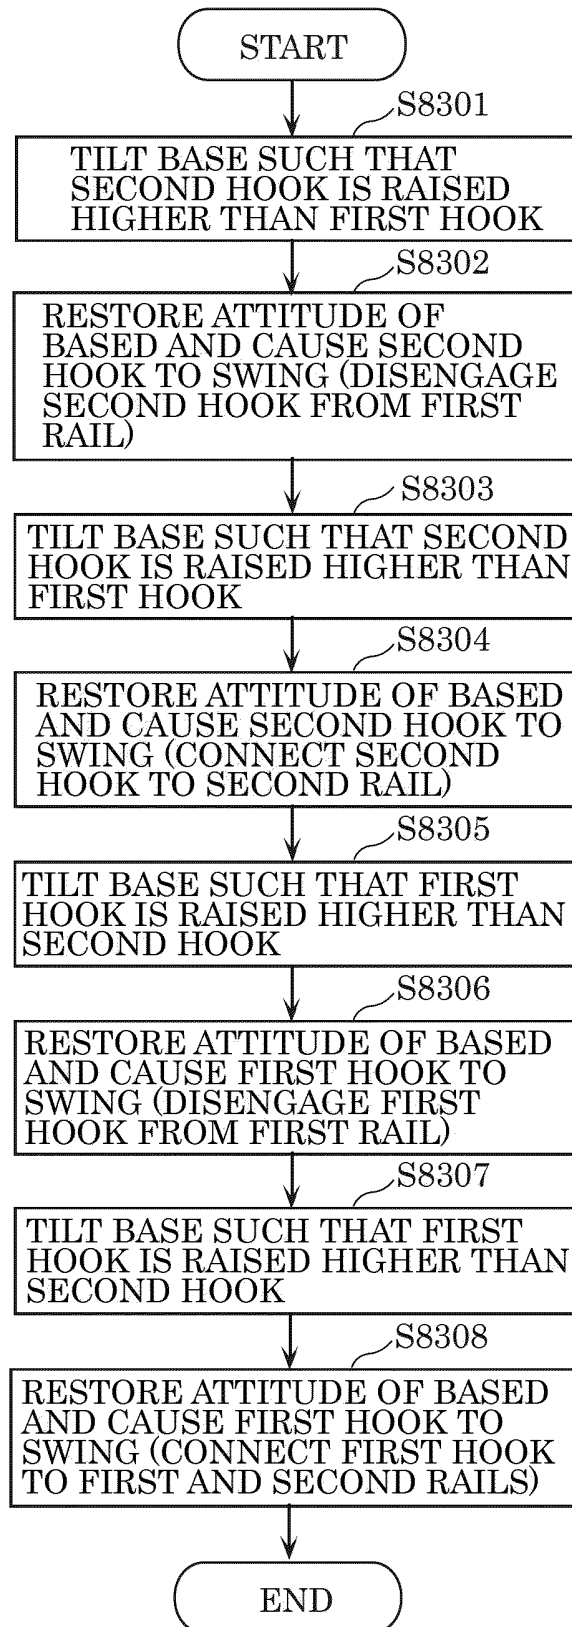 START
S8301
TILT BASE SUCH THAT
SECOND HOOK IS RAISED
HIGHER THAN FIRST HOOK
S8302
RESTORE ATTITUDE OF
BASED AND CAUSE SECOND
HOOK TO SWING (DISENGAGE
SECOND HOOK FROM FIRST
RAIL)
S8303
TILT BASE SUCH THAT SECOND
HOOK IS RAISED HIGHER THAN
FIRST HOOK
S8304
RESTORE ATTITUDE OF BASED
AND CAUSE SECOND HOOK TO
SWING (CONNECT SECOND
HOOK TO SECOND RAIL)
S8305
TILT BASE SUCH THAT FIRST
HOOK IS RAISED HIGHER THAN
SECOND HOOK
S8306
RESTORE ATTITUDE OF BASED
AND CAUSE FIRST HOOK TO
SWING (DISENGAGE FIRST
HOOK FROM FIRST RAIL)
S8307
TILT BASE SUCH THAT FIRST
HOOK IS RAISED HIGHER THAN
SECOND HOOK
S8308
RESTORE ATTITUDE OF BASED
AND CAUSE FIRST HOOK TO
SWING (CONNECT FIRST HOOK
TO FIRST AND SECOND RAILS)
END